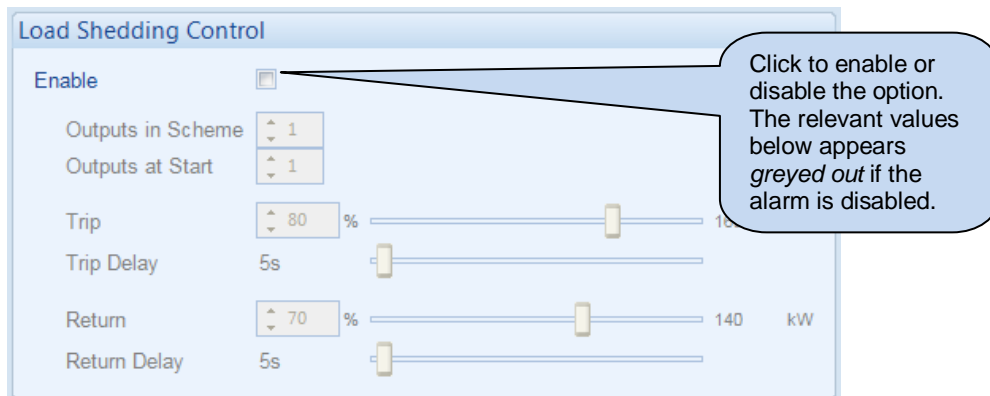 Load Shedding Control
Enable
Click to enable or
disable the option.
The relevant values
below appears
greyed out if the
alarm is disabled.
Outputs in Scheme 1
Outputs at Start 1
Trip 80 %
Trip Delay 5s
Return 70 % 140 kW
Return Delay 5s